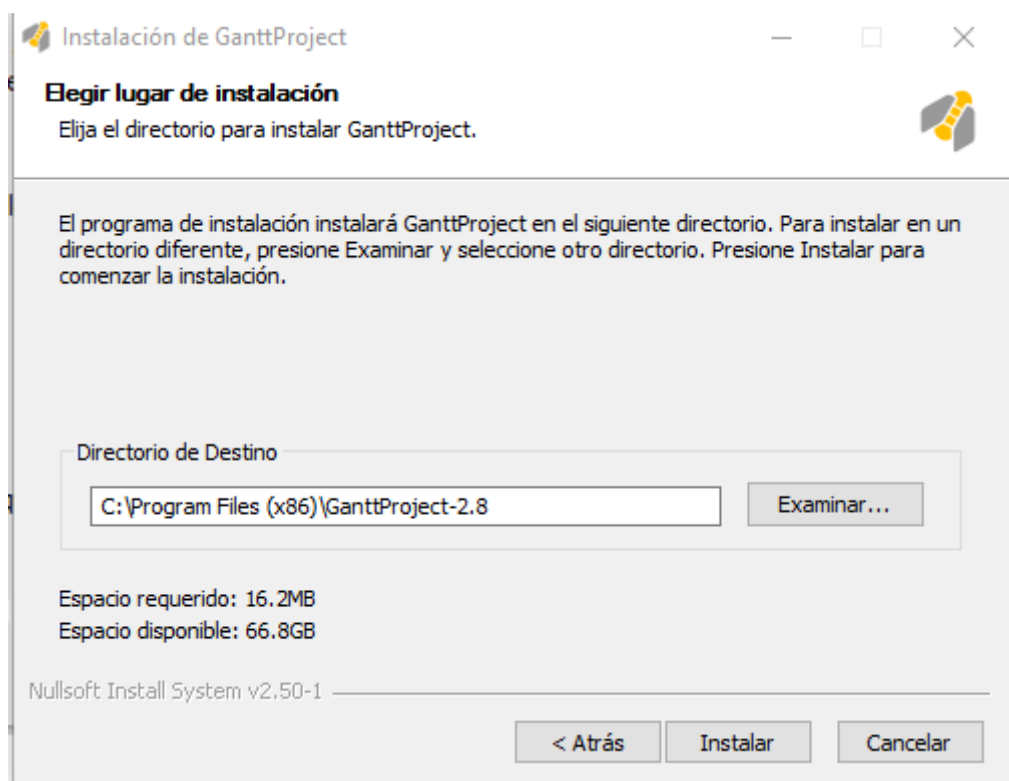 Instalación de GanttProject
Elegir lugar de instalación
Elija el directorio para instalar GanttProject.
El programa de instalación instalará GanttProject en el siguiente directorio. Para instalar en un
directorio diferente, presione Examinar y seleccione otro directorio. Presione Instalar para
comenzar la instalación.
Directorio de Destino
C:\Program Files (x86)\GanttProject-2.8
Examinar...
Espacio requerido: 16.2MB
Espacio disponible: 66.8GB
Nullsoft Install System v2.50-1
< Atrás
Instalar
Cancelar